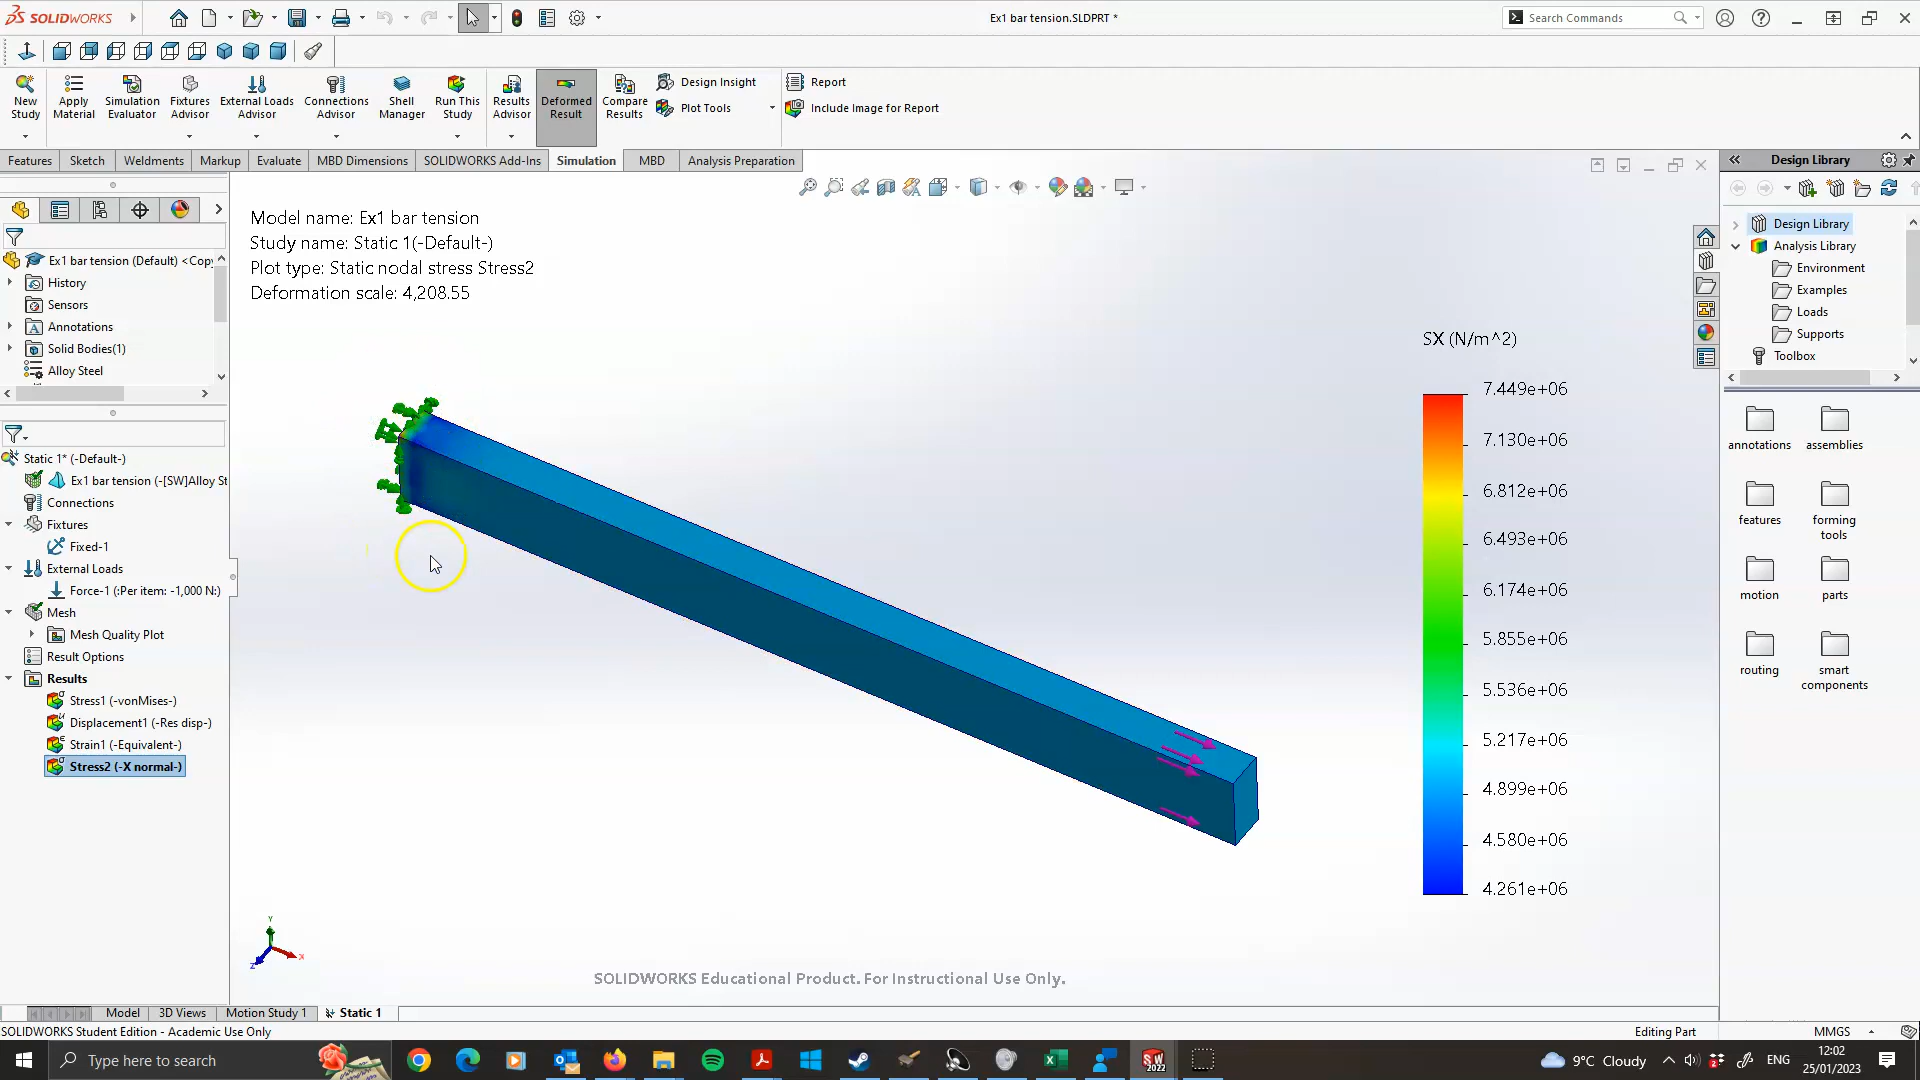 SOLIDWORKS
Ex1 bar tension.SLDPRT *
Search Commands
New Study
Apply Material
Simulation Evaluator
Fixtures Advisor
External Loads Advisor
Connections Advisor
Shell Manager
Run This Study
Results Advisor
Deformed Result
Compare Results
Design Insight
Plot Tools
Report
Include Image for Report
Features
Sketch
Weldments
Markup
Evaluate
MBD Dimensions
SOLIDWORKS Add-Ins
Simulation
MBD
Analysis Preparation
Ex1 bar tension (Default) <Copy
History
Sensors
Annotations
Solid Bodies(1)
Alloy Steel
Static 1* (-Default-)
Ex1 bar tension (-[SW]Alloy St
Connections
Fixtures
Fixed-1
External Loads
Force-1 (:Per item: -1,000 N:)
Mesh
Mesh Quality Plot
Result Options
Results
Stress1 (-vonMises-)
Displacement1 (-Res disp-)
Strain1 (-Equivalent-)
Stress2 (-X normal-)
Model name: Ex1 bar tension
Study name: Static 1(-Default-)
Plot type: Static nodal stress Stress2
Deformation scale: 4,208.55
SX (N/m^2)
7.449e+06
7.130e+06
6.812e+06
6.493e+06
6.174e+06
5.855e+06
5.536e+06
5.217e+06
4.899e+06
4.580e+06
4.261e+06
Y
X
Z
SOLIDWORKS Educational Product. For Instructional Use Only.
Design Library
Design Library
Analysis Library
Environment
Examples
Loads
Supports
Toolbox
annotations
assemblies
features
forming tools
motion
parts
routing
smart components
Model
3D Views
Motion Study 1
Static 1
SOLIDWORKS Student Edition - Academic Use Only
Editing Part
MMGS
Type here to search
SW
2022
9°C Cloudy
ENG
12:02
25/01/2023